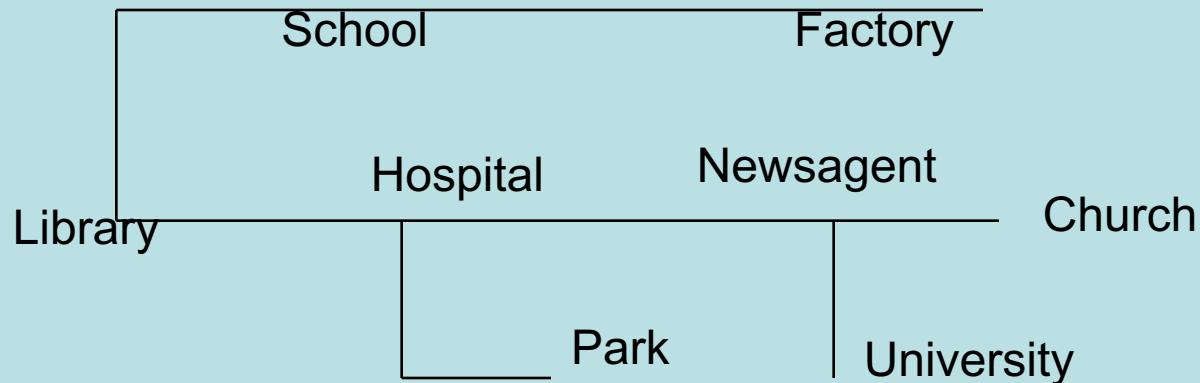 School Factory
Hospital Newsagent
Library Church
Park University